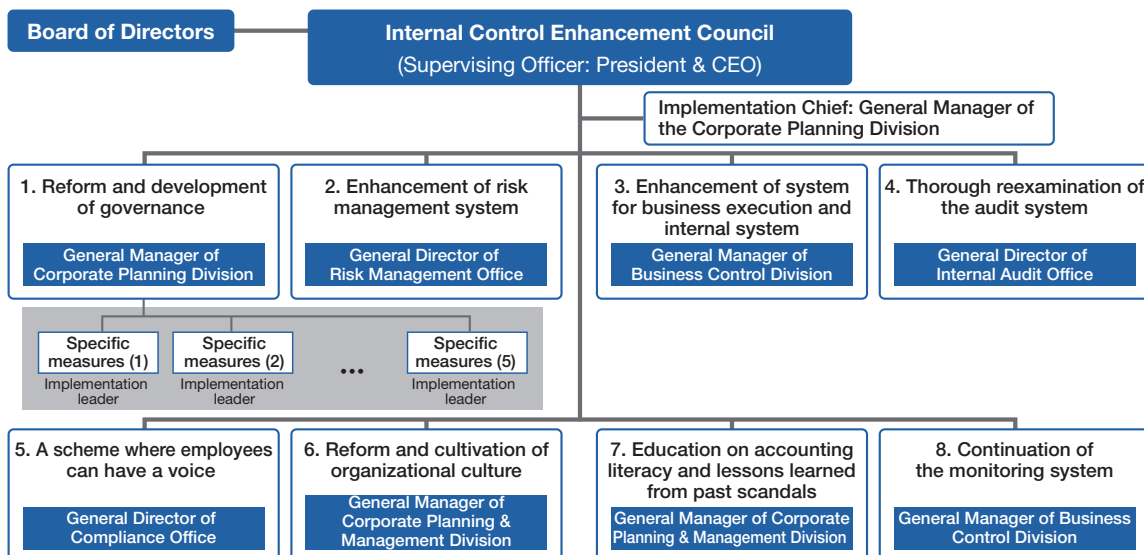 Board of Directors
Internal Control Enhancement Council
(Supervising Officer: President & CEO)
Implementation Chief: General Manager of
the Corporate Planning Division
1. Reform and development
of governance
General Manager of
Corporate Planning Division
2. Enhancement of risk
management system
General Director of
Risk Management Office
3. Enhancement of system
for business execution and
internal system
General Manager of
Business Control Division
4. Thorough reexamination of
the audit system
General Director of
Internal Audit Office
Specific
measures (1)
Implementation
leader
Specific
measures (2)
Implementation
leader
...
Specific
measures (5)
Implementation
leader
5. A scheme where employees
can have a voice
General Director of
Compliance Office
6. Reform and cultivation of
organizational culture
General Manager of
Corporate Planning &
Management Division
7. Education on accounting
literacy and lessons learned
from past scandals
General Manager of Corporate
Planning & Management Division
8. Continuation of
the monitoring system
General Manager of Business
Control Division